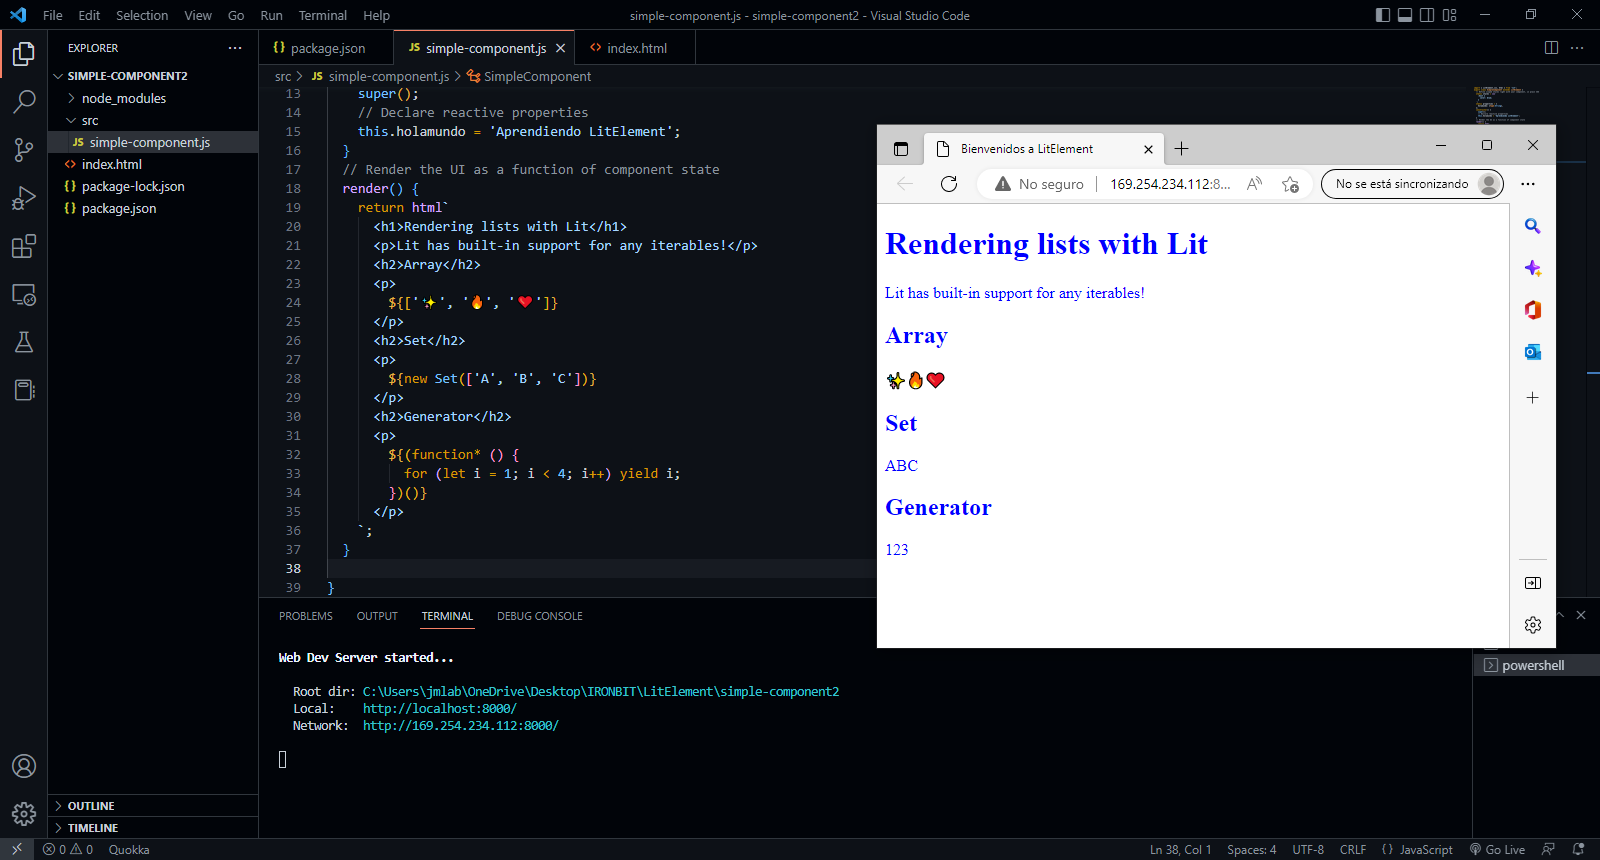 File Edit Selection View Go Run Terminal Help
simple-component.js - simple-component2 - Visual Studio Code
EXPLORER
SIMPLE-COMPONENT2
node_modules
src
JS simple-component.js
<> index.html
{} package-lock.json
{} package.json
OUTLINE
TIMELINE
{} package.json
JS simple-component.js
<> index.html
src > JS simple-component.js > SimpleComponent
13 super();
14 // Declare reactive properties
15 this.holamundo = 'Aprendiendo LitElement';
16 }
17 // Render the UI as a function of component state
18 render() {
19 return html`
20 <h1>Rendering lists with Lit</h1>
21 <p>Lit has built-in support for any iterables!</p>
22 <h2>Array</h2>
23 <p>
24 ${['✨', '🔥', '❤️']}
25 </p>
26 <h2>Set</h2>
27 <p>
28 ${new Set(['A', 'B', 'C'])}
29 </p>
30 <h2>Generator</h2>
31 <p>
32 ${(function* () {
33 for (let i = 1; i < 4; i++) yield i;
34 })()}
35 </p>
36 `;
37 }
38
39 }
Bienvenidos a LitElement
No seguro | 169.254.234.112:8...
No se está sincronizando
Rendering lists with Lit
Lit has built-in support for any iterables!
Array
✨🔥❤️
Set
ABC
Generator
123
PROBLEMS OUTPUT TERMINAL DEBUG CONSOLE
Web Dev Server started...
Root dir: C:\Users\jmlab\OneDrive\Desktop\IRONBIT\LitElement\simple-component2
Local: http://localhost:8000/
Network: http://169.254.234.112:8000/
powershell
0 0 Quokka
Ln 38, Col 1 Spaces: 4 UTF-8 CRLF {} JavaScript Go Live